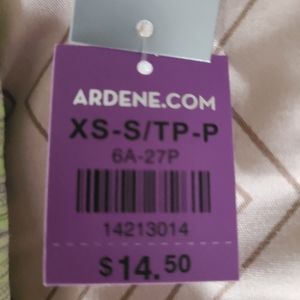 ARDENE.COM
XS-S/TP-P
6A-27P
14213014
$14.50